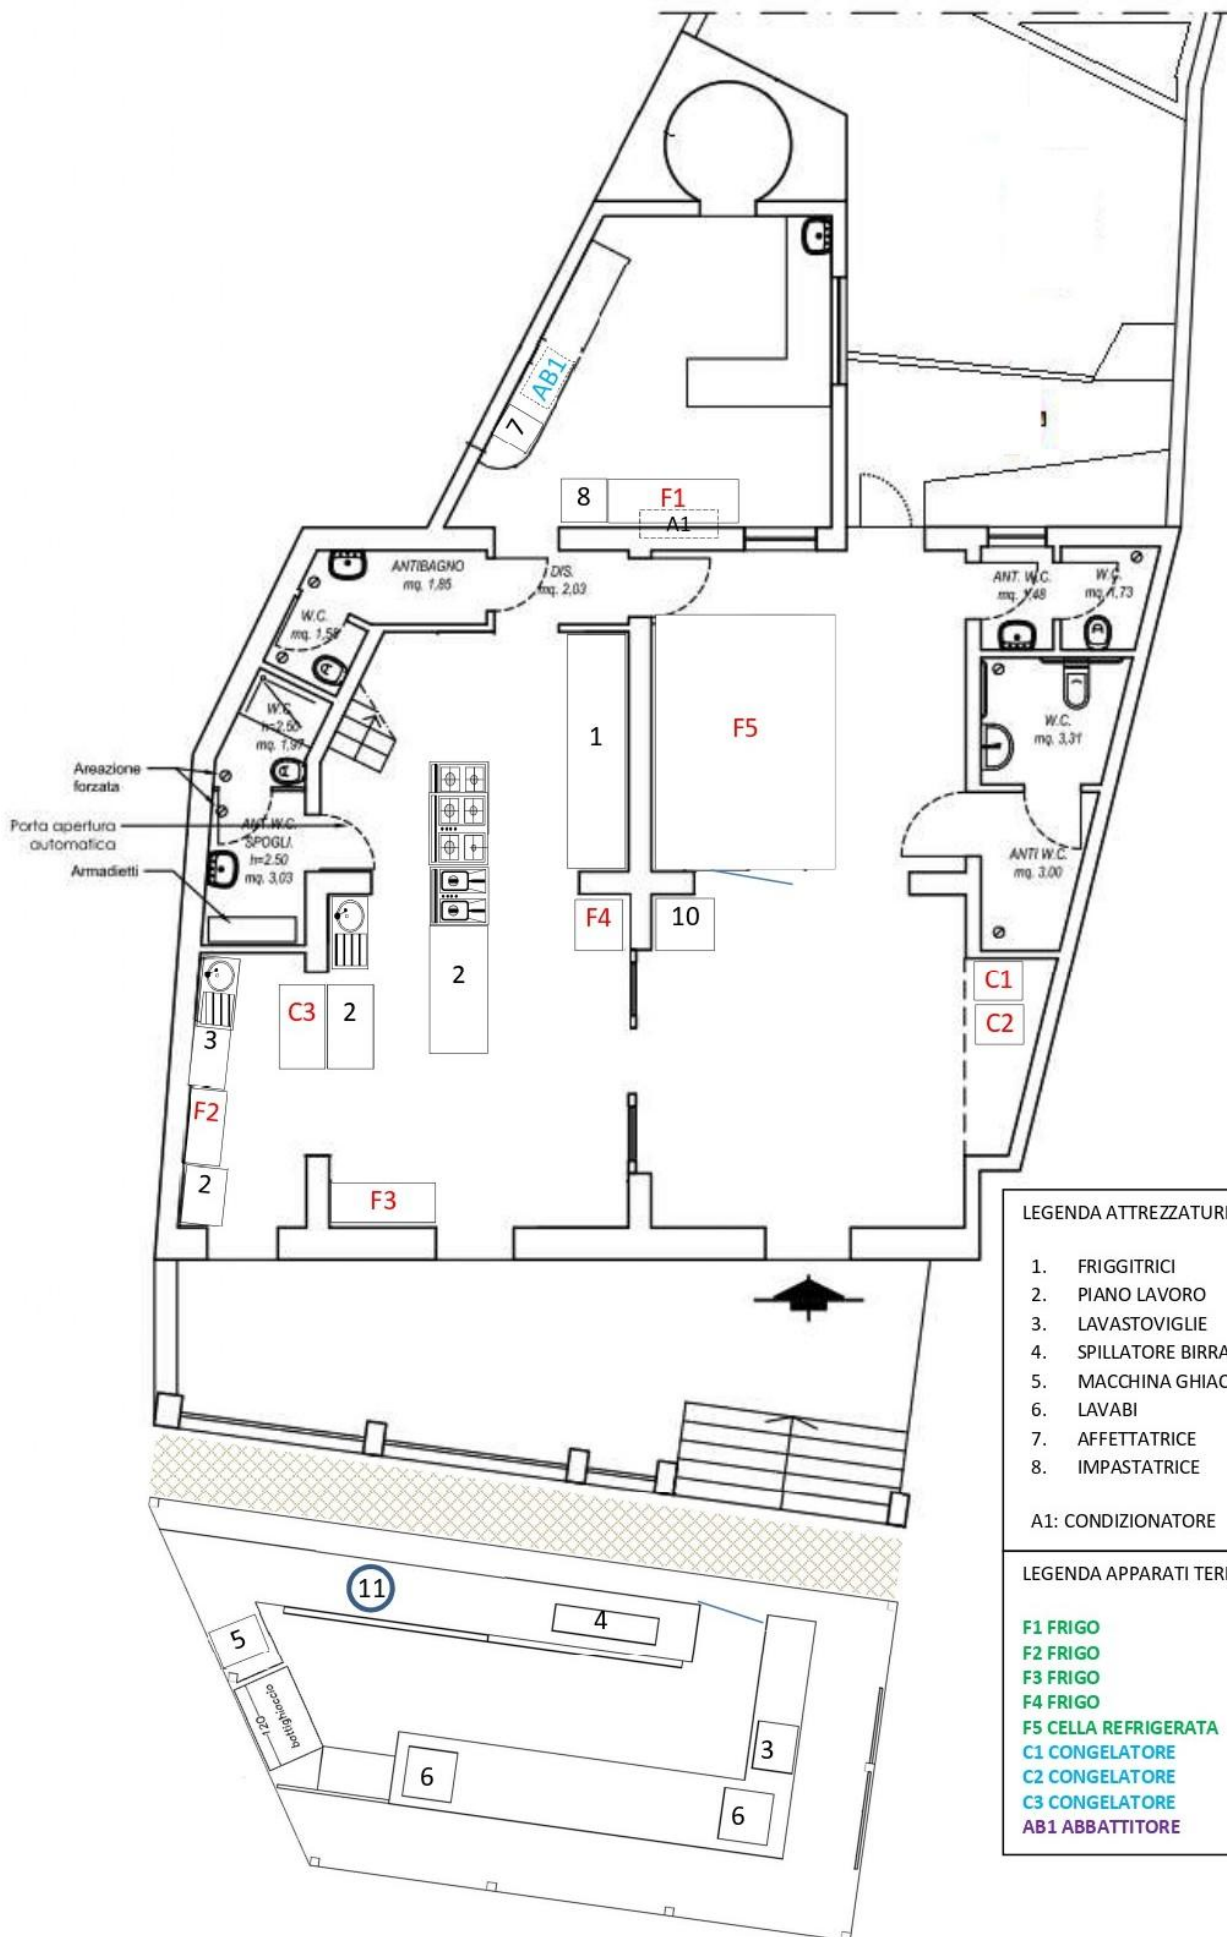 AB1
7
8
F1
A1
ANTIBAGNO
mq. 1,85
DIS.
mq. 2,03
W.C.
mq. 1,58
ANT. W.C.
mq. 1,48
W.C.
mq. 1,73
W.C.
h=2.50
mq. 1,97
1
F5
W.C.
mq. 3,31
Areazione
forzata
Porta apertura
automatica
Armadietti
ANT.W.C.
SPOGLI.
h=2.50
mq. 3,03
ANTI W.C.
mq. 3,00
F4
10
2
C1
C2
C3
2
3
F2
2
F3
LEGENDA ATTREZZATURE
1. FRIGGITRICI
2. PIANO LAVORO
3. LAVASTOVIGLIE
4. SPILLATORE BIRRA
5. MACCHINA GHIAC
6. LAVABI
7. AFFETTATRICE
8. IMPASTATRICE
A1: CONDIZIONATORE
LEGENDA APPARATI TER
F1 FRIGO
F2 FRIGO
F3 FRIGO
F4 FRIGO
F5 CELLA REFRIGERATA
C1 CONGELATORE
C2 CONGELATORE
C3 CONGELATORE
AB1 ABBATTITORE
11
4
5
120
bottighiaccio
3
6
6